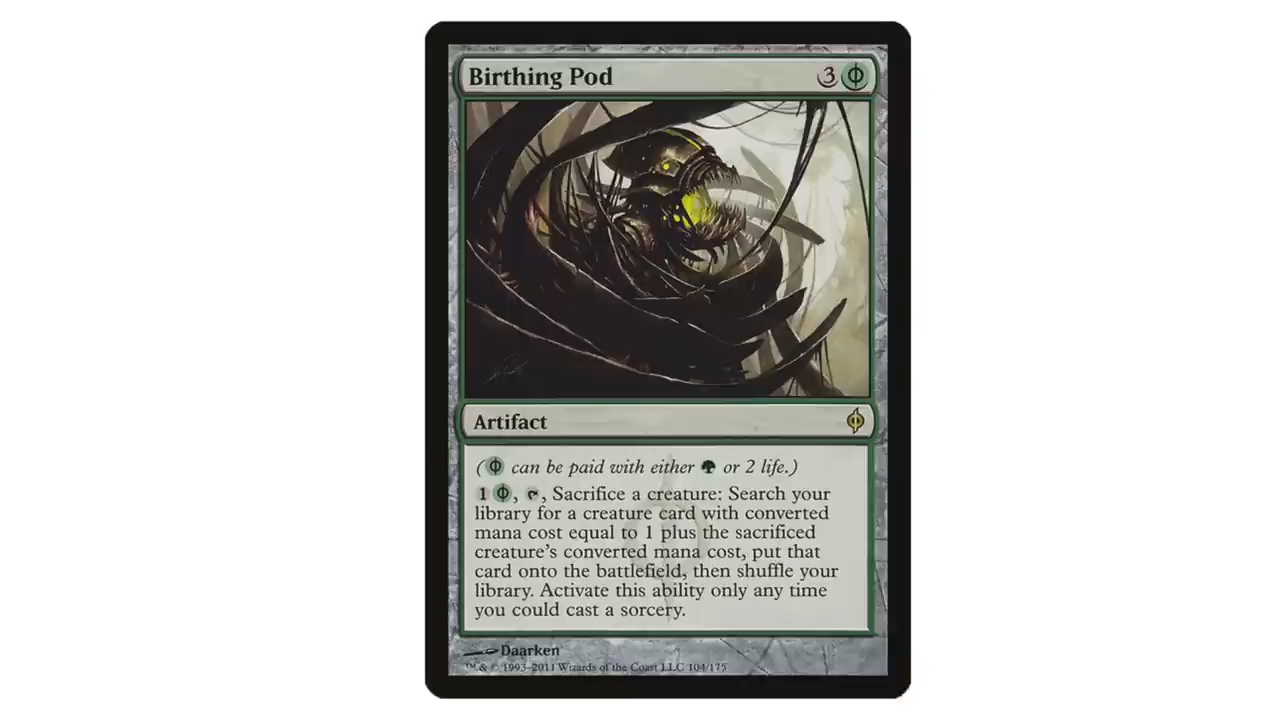 Birthing Pod 3
Artifact
( can be paid with either or 2 life.)
1 , , Sacrifice a creature: Search your
library for a creature card with converted
mana cost equal to 1 plus the sacrificed
creature's converted mana cost, put that
card onto the battlefield, then shuffle your
library. Activate this ability only any time
you could cast a sorcery.
Daarken
™ & © 1993–2011 Wizards of the Coast LLC 104/175